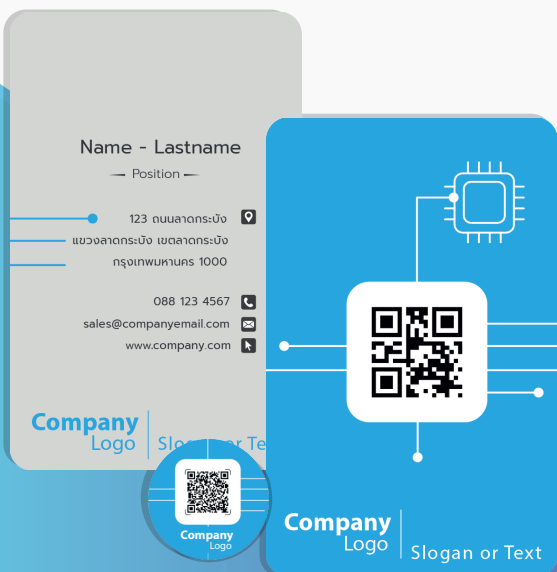 Name - Lastname
Position
123 ถนนลาดกระบัง
แขวงลาดกระบัง เขตลาดกระบัง
กรุงเทพมหานคร 1000
088 123 4567
sales@companyemail.com
www.company.com
Company
Logo
Slo    or Te
Company
Logo
Company
Logo
Slogan or Text